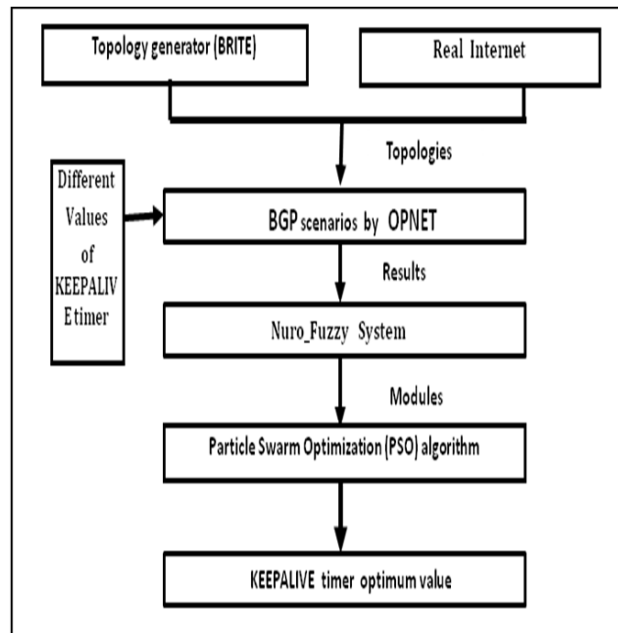 Topology generator (BRITE)
Real Internet
Topologies
Different
Values
of
KEEPALIV
E timer
BGP scenarios by OPNET
Results
Nuro_Fuzzy System
Modules
Particle Swarm Optimization (PSO) algorithm
KEEPALIVE timer optimum value